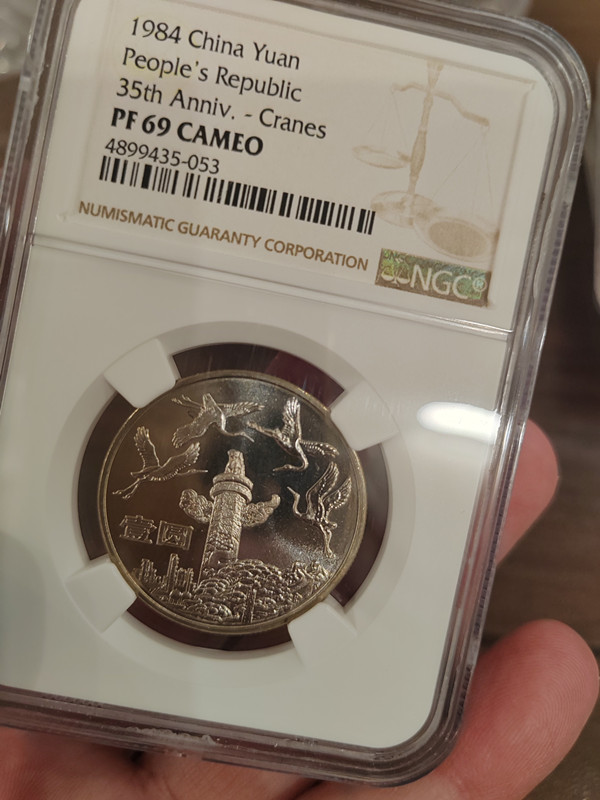 1984 China Yuan
People's Republic
35th Anniv. - Cranes
PF 69 CAMEO
4899435-053
NUMISMATIC GUARANTY CORPORATION
NGC®
壹圆